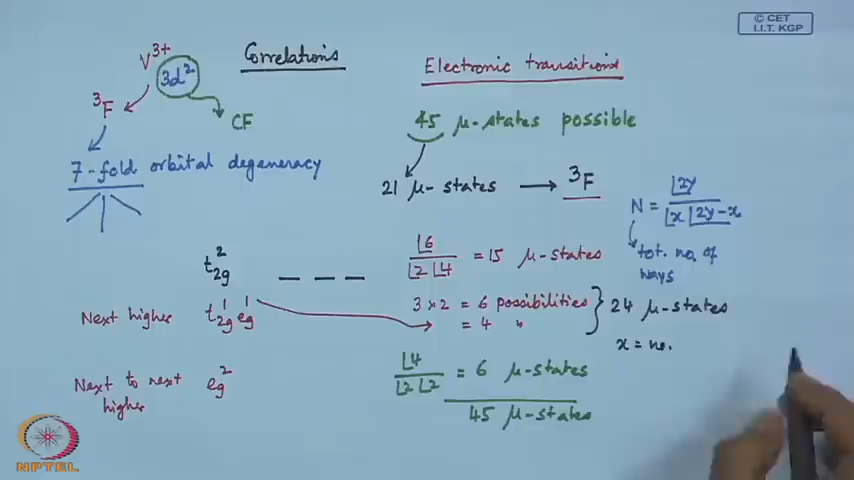 © CET
I.I.T. KGP
V³⁺ Correlations
3d²
³F
CF
7-fold orbital degeneracy
Electronic transitions
45 μ-states possible
21 μ-states → ³F
N = |2y / |x |2y-x
tot. no. of
ways
t₂g²
|6 / |2 |4 = 15 μ-states
Next higher t₂g¹ eg¹
3 × 2 = 6 possibilities } 24 μ-states
= 4 "
x = no.
Next to next eg²
higher
|4 / |2 |2 = 6 μ-states
45 μ-states
NPTEL